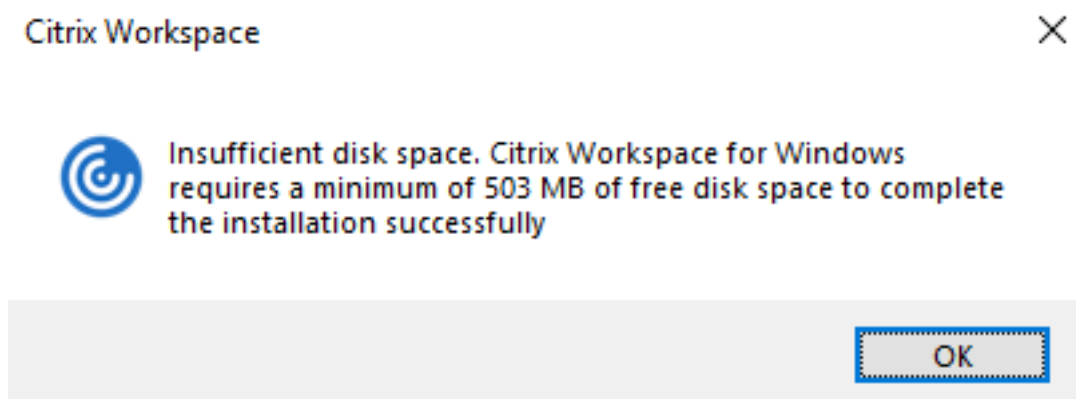 Citrix Workspace
Insufficient disk space. Citrix Workspace for Windows
requires a minimum of 503 MB of free disk space to complete
the installation successfully
OK